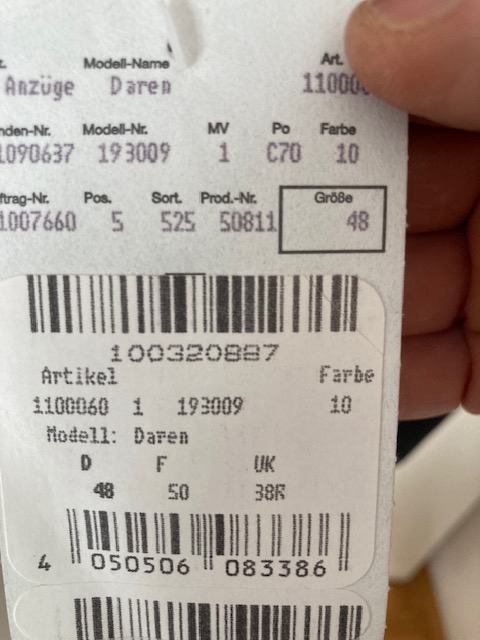 Modell-Name Art.
Anzüge Daren
Modell-Nr. MV Po Farbe
1090637 193009 1 C70 10
Pos. Sort. Prod.-Nr. Größe
1007660 5 525 50811 48
100320887
Artikel Farbe
1100060 1 193009 10
Modell: Daren
D F UK
48 50 38R
4 050506 083386